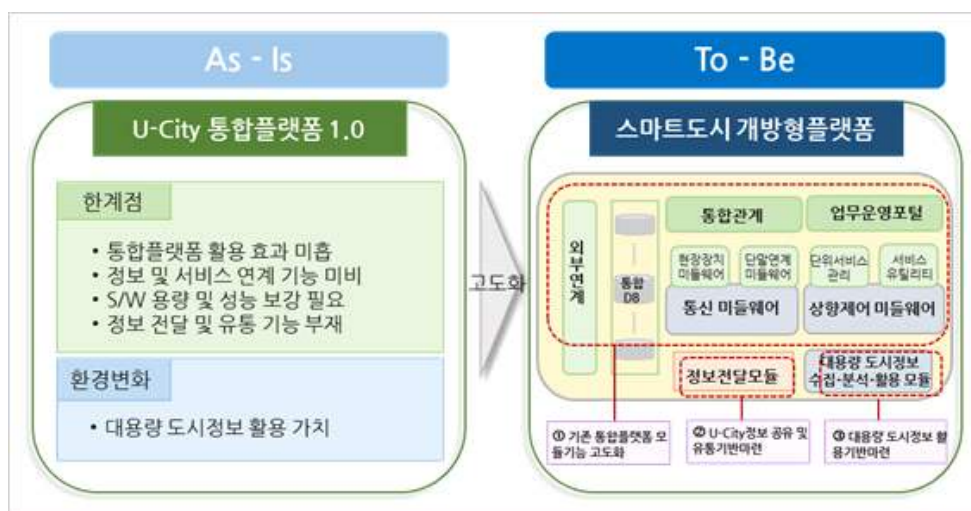 As - Is
U-City 통합플랫폼 1.0
한계점
• 통합플랫폼 활용 효과 미흡
• 정보 및 서비스 연계 기능 미비
• S/W 용량 및 성능 보강 필요
• 정보 전달 및 유통 기능 부재
환경변화
• 대용량 도시정보 활용 가치
고도화
To - Be
스마트도시 개방형플랫폼
외부연계
통합
DB
통합관계
업무운영포털
현장장치
미들웨어
단말연계
미들웨어
단위서비스
관리
서비스
유틸리티
통신 미들웨어
상향제어 미들웨어
정보전달모듈
대용량 도시정보
수집·분석·활용 모듈
① 기존 통합플랫폼 모
듈기능 고도화
② U-City정보 공유 및
유통기반마련
③ 대용량 도시정보 활
용기반마련